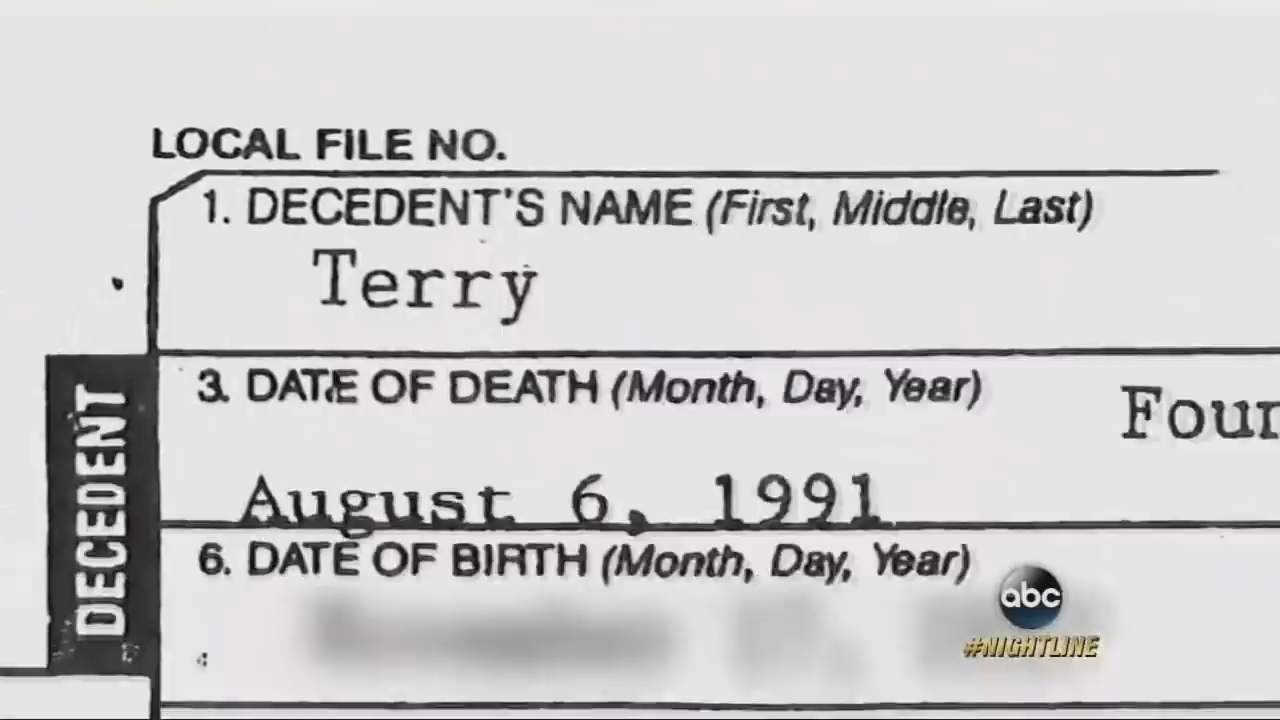 LOCAL FILE NO.
1. DECEDENT'S NAME (First, Middle, Last)
Terry
3. DATE OF DEATH (Month, Day, Year)
Four
August 6, 1991
6. DATE OF BIRTH (Month, Day, Year)
DECEDENT
abc
#NIGHTLINE